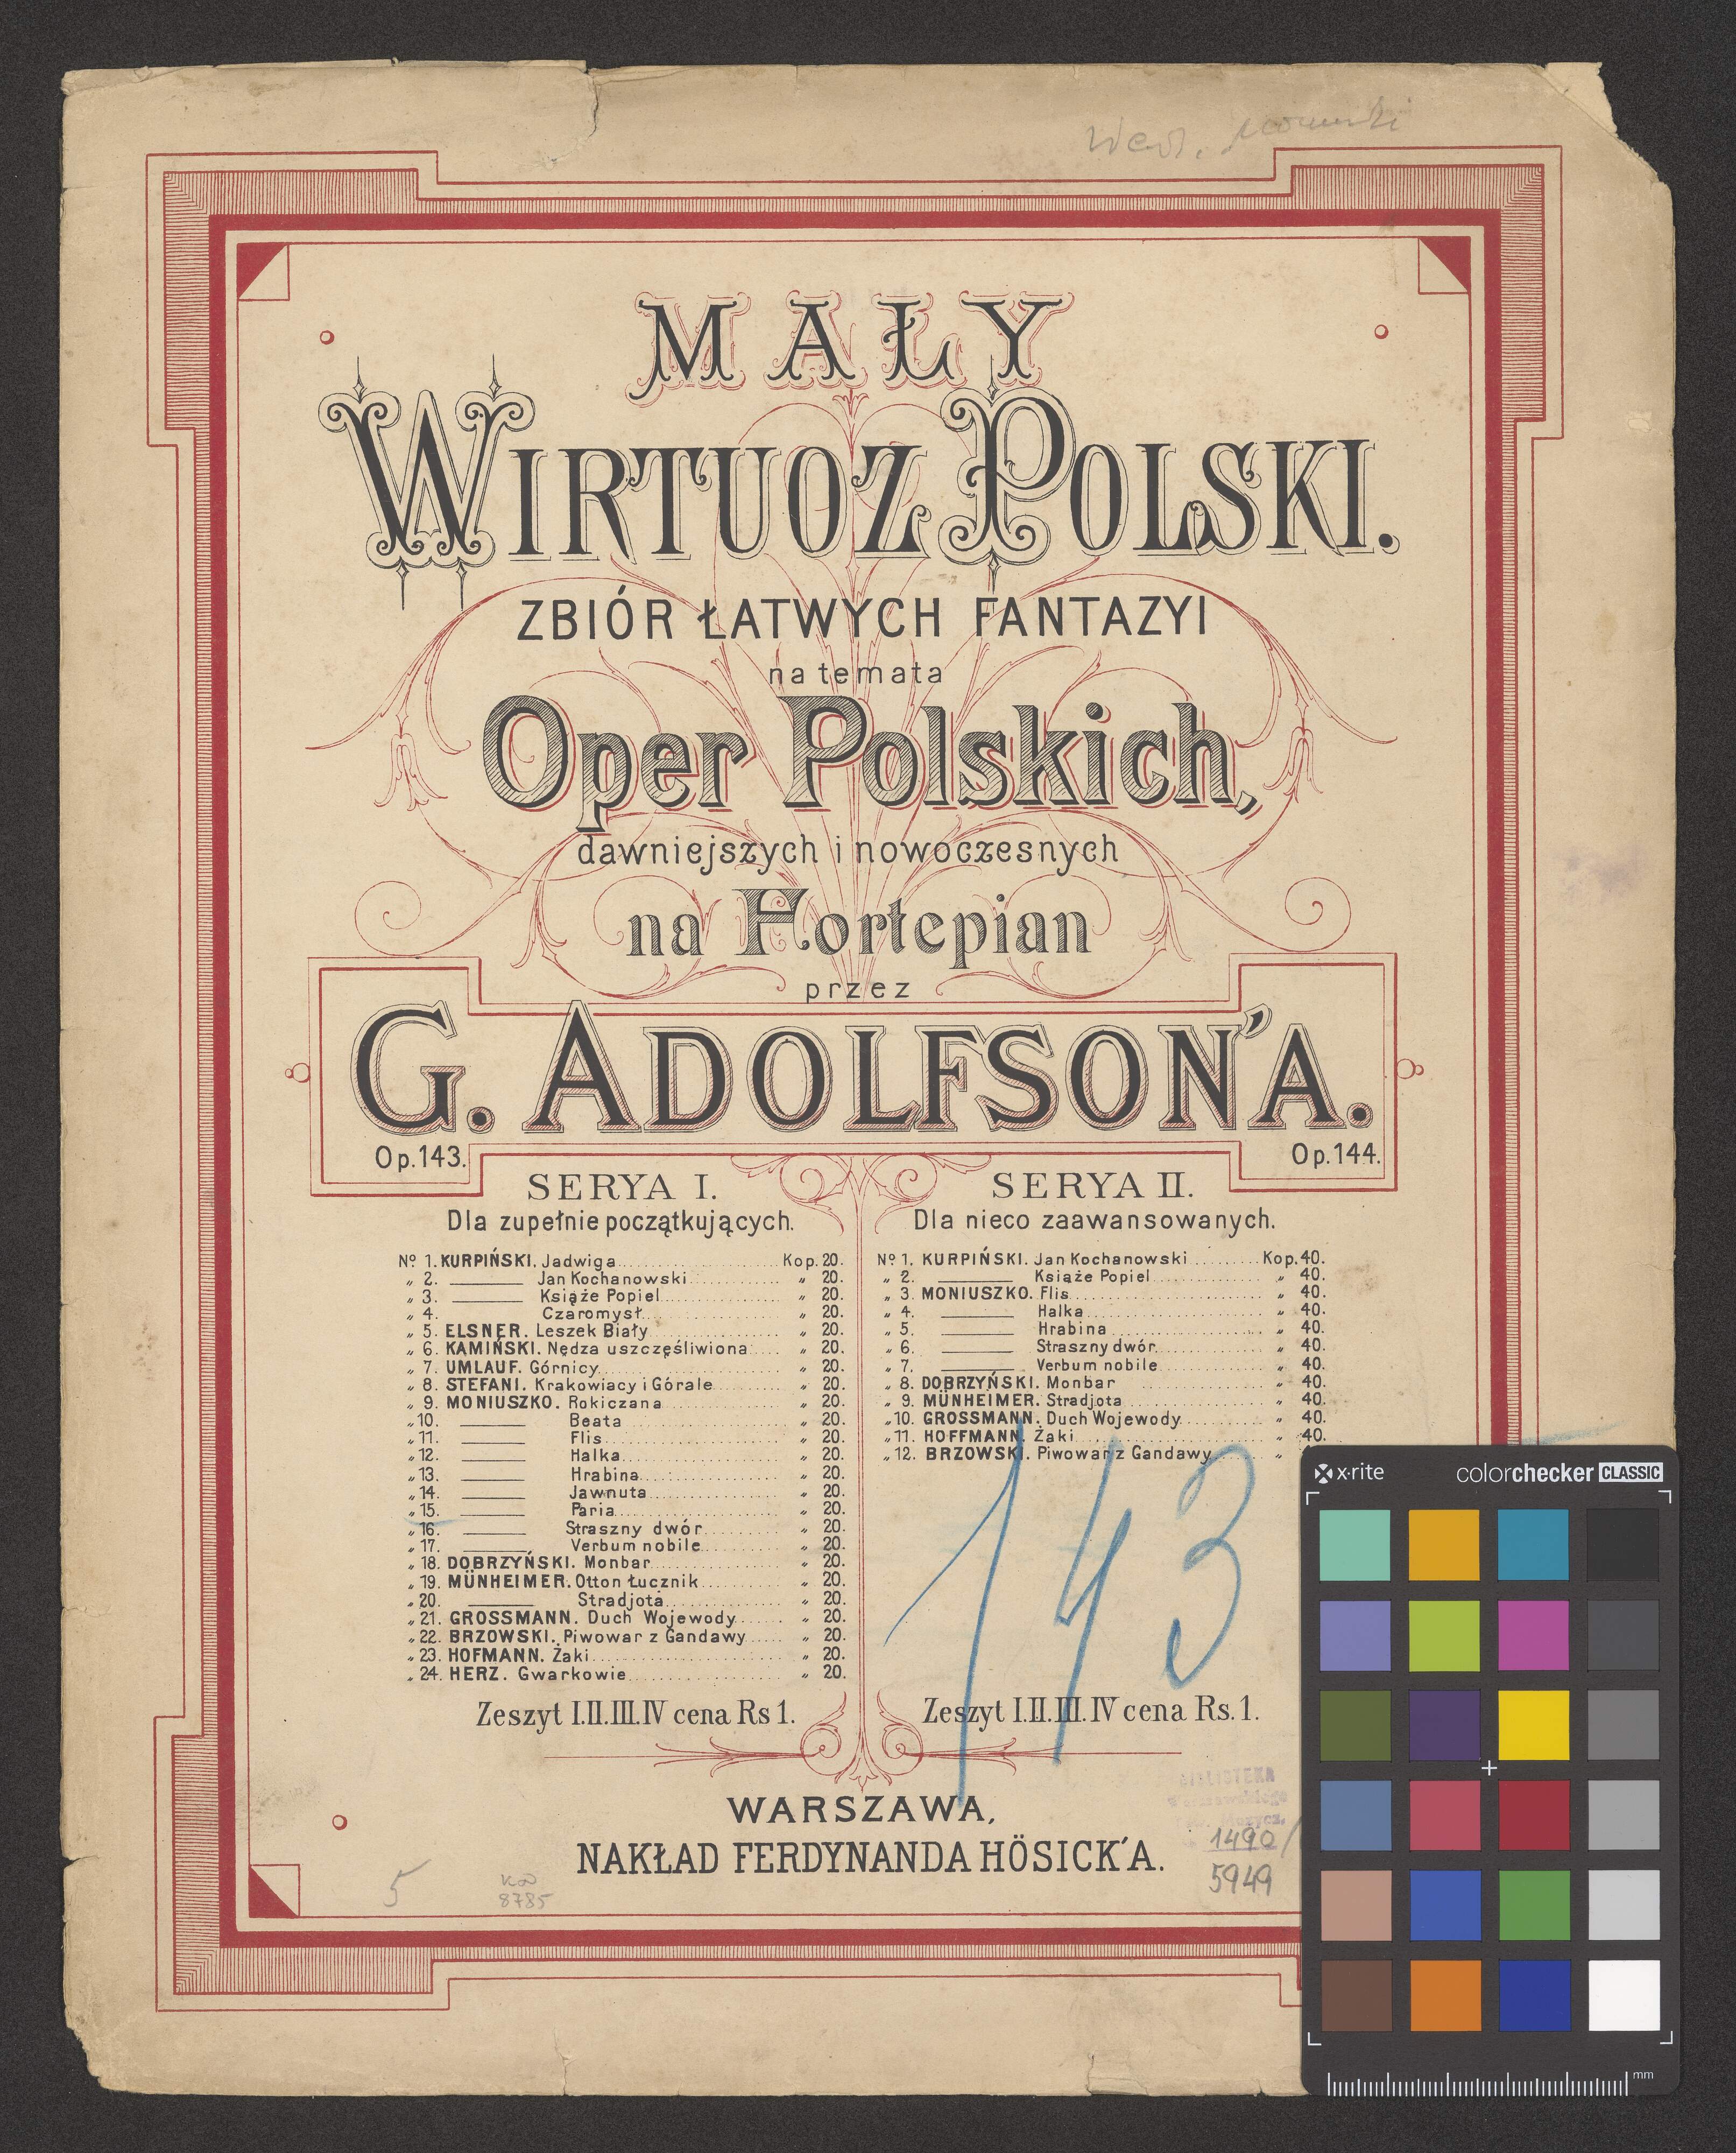 MAŁY
WIRTUOZ POLSKI.
ZBIÓR ŁATWYCH FANTAZYI
na temata
Oper Polskich,
dawniejszych i nowoczesnych
na Fortepian
przez
G. ADOLFSON'A.
Op. 143.
Op. 144.
SERYA I.
Dla zupełnie początkujących.
No 1. KURPIŃSKI. Jadwiga Kop. 20.
„ 2. ——— Jan Kochanowski „ 20.
„ 3. ——— Książe Popiel „ 20.
„ 4. Czaromysł „ 20.
„ 5. ELSNER. Leszek Biały „ 20.
„ 6. KAMIŃSKI. Nędza uszczęśliwiona „ 20.
„ 7. UMLAUF. Górnicy „ 20.
„ 8. STEFANI. Krakowiacy i Górale „ 20.
„ 9. MONIUSZKO. Rokiczana „ 20.
„ 10. ——— Beata „ 20.
„ 11. ——— Flis „ 20.
„ 12. ——— Halka „ 20.
„ 13. ——— Hrabina „ 20.
„ 14. ——— Jawnuta „ 20.
„ 15. ——— Paria „ 20.
„ 16. ——— Straszny dwór „ 20.
„ 17. ——— Verbum nobile „ 20.
„ 18. DOBRZYŃSKI. Monbar „ 20.
„ 19. MÜNHEIMER. Otton Łucznik „ 20.
„ 20. ——— Stradjota „ 20.
„ 21. GROSSMANN. Duch Wojewody „ 20.
„ 22. BRZOWSKI. Piwowar z Gandawy „ 20.
„ 23. HOFMANN. Żaki „ 20.
„ 24. HERZ. Gwarkowie „ 20.
Zeszyt I.II.III.IV cena Rs 1.
SERYA II.
Dla nieco zaawansowanych.
No 1. KURPIŃSKI. Jan Kochanowski Kop. 40.
„ 2. ——— Książe Popiel „ 40.
„ 3. MONIUSZKO. Flis „ 40.
„ 4. ——— Halka „ 40.
„ 5. ——— Hrabina „ 40.
„ 6. ——— Straszny dwór „ 40.
„ 7. ——— Verbum nobile „ 40.
„ 8. DOBRZYŃSKI. Monbar „ 40.
„ 9. MÜNHEIMER. Stradjota „ 40.
„ 10. GROSSMANN. Duch Wojewody „ 40.
„ 11. HOFFMANN. Żaki „ 40.
„ 12. BRZOWSKI. Piwowar z Gandawy „
Zeszyt I.II.III.IV cena Rs. 1.
143
WARSZAWA,
NAKŁAD FERDYNANDA HÖSICK'A.
BIBLIOTEKA
Warszawskiego
1490
5949
5
8785
x-rite colorchecker CLASSIC
mm